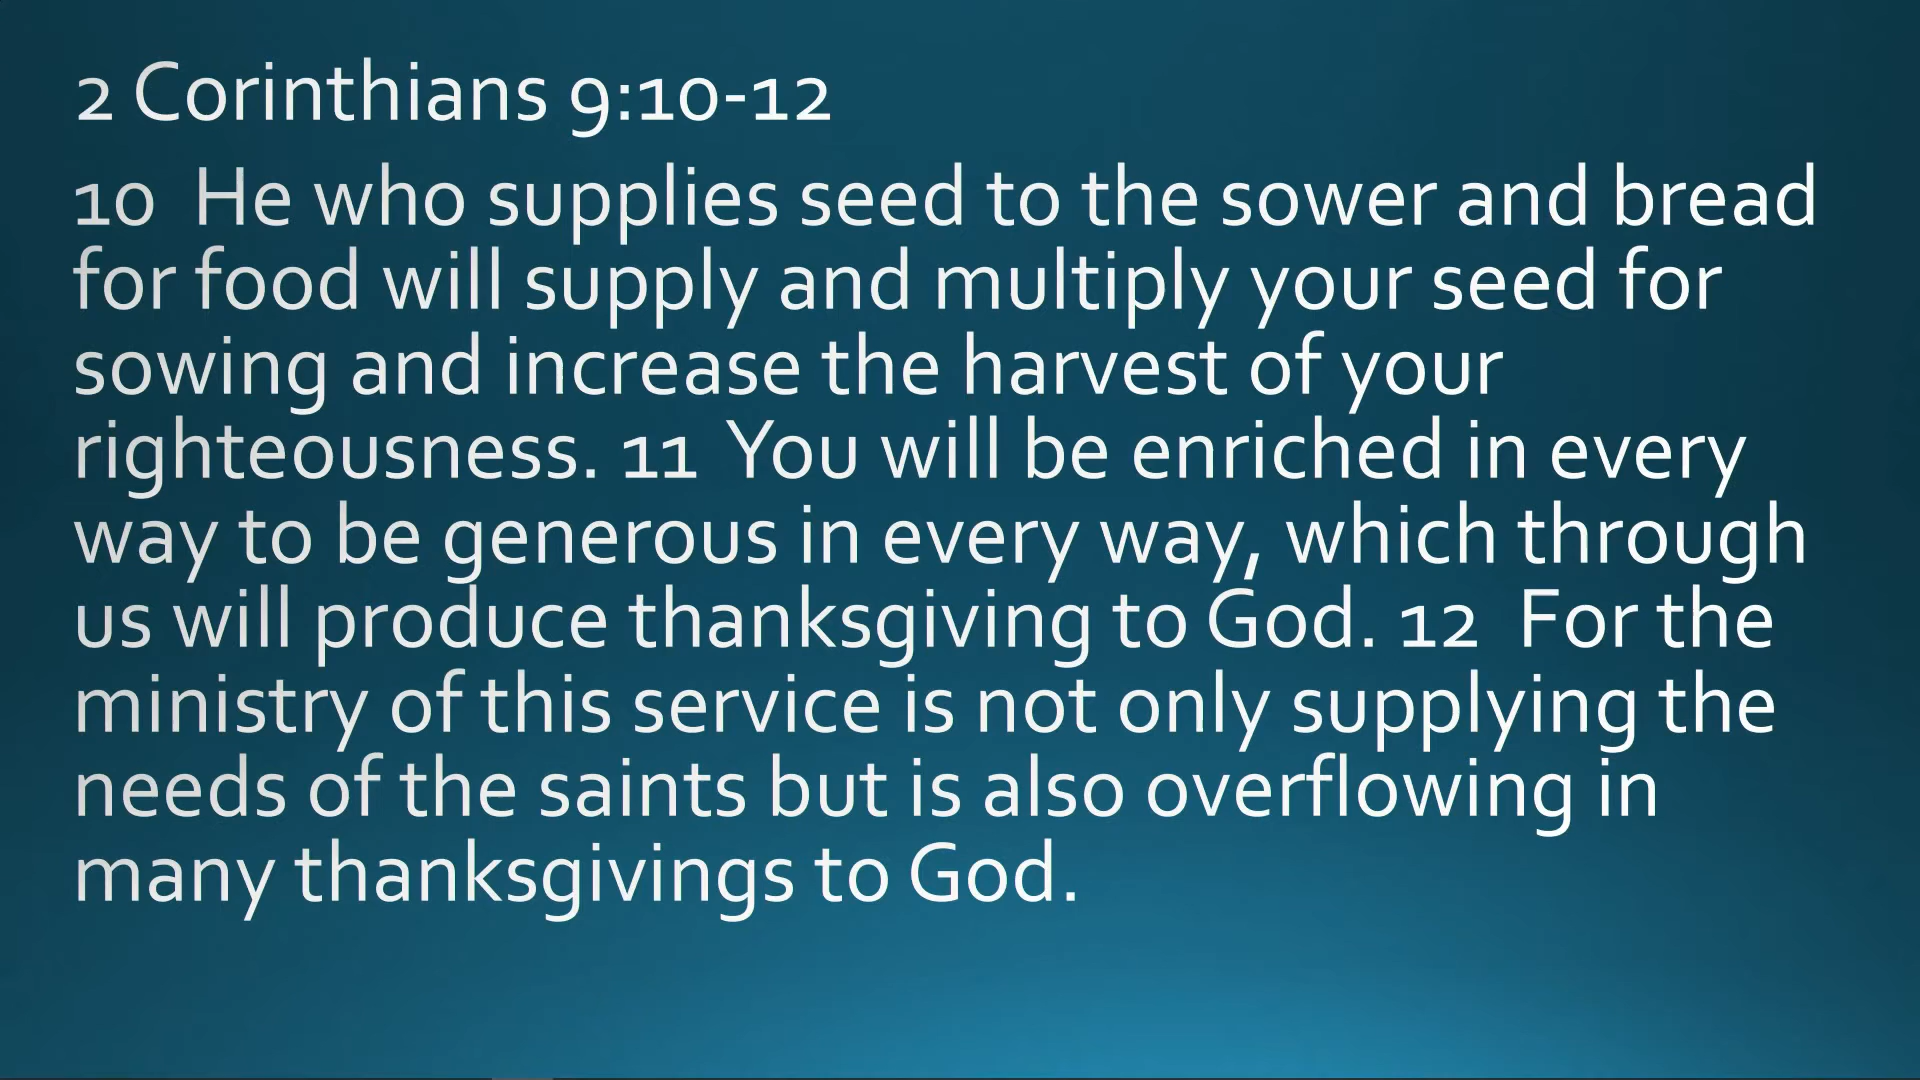 2 Corinthians 9:10-12
10  He who supplies seed to the sower and bread
for food will supply and multiply your seed for
sowing and increase the harvest of your
righteousness. 11  You will be enriched in every
way to be generous in every way, which through
us will produce thanksgiving to God. 12  For the
ministry of this service is not only supplying the
needs of the saints but is also overflowing in
many thanksgivings to God.